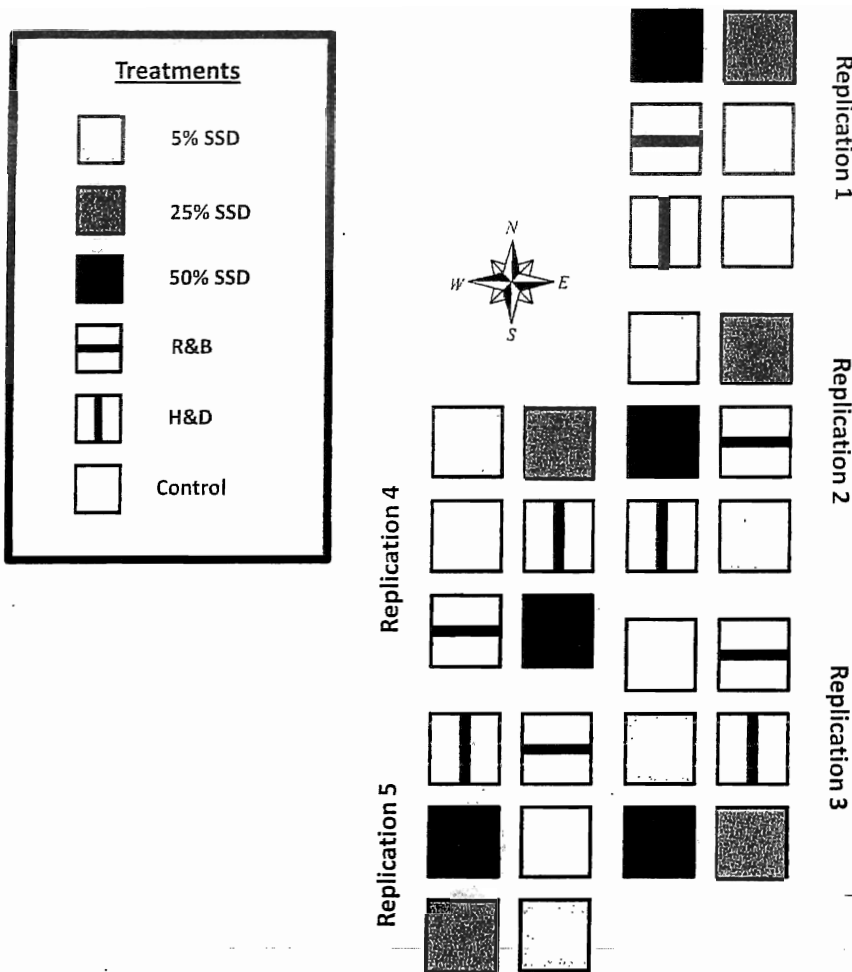 Treatments
5% SSD
25% SSD
50% SSD
R&B
H&D
Control
N
W
E
S
Replication 1
Replication 2
Replication 4
Replication 3
Replication 5